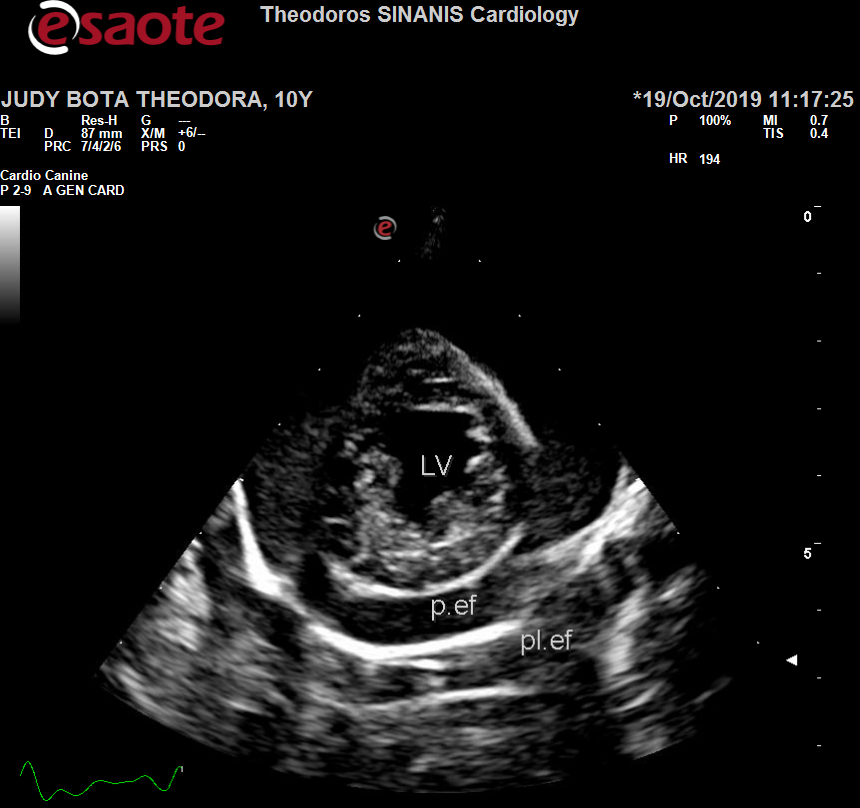 esaote
Theodoros SINANIS Cardiology
JUDY BOTA THEODORA, 10Y
*19/Oct/2019 11:17:25
B Res-H G ---
TEI D 87 mm X/M +6/--
PRC 7/4/2/6 PRS 0
P 100% MI 0.7
TIS 0.4
HR 194
Cardio Canine
P 2-9 A GEN CARD
0
e
LV
5
p.ef
pl.ef